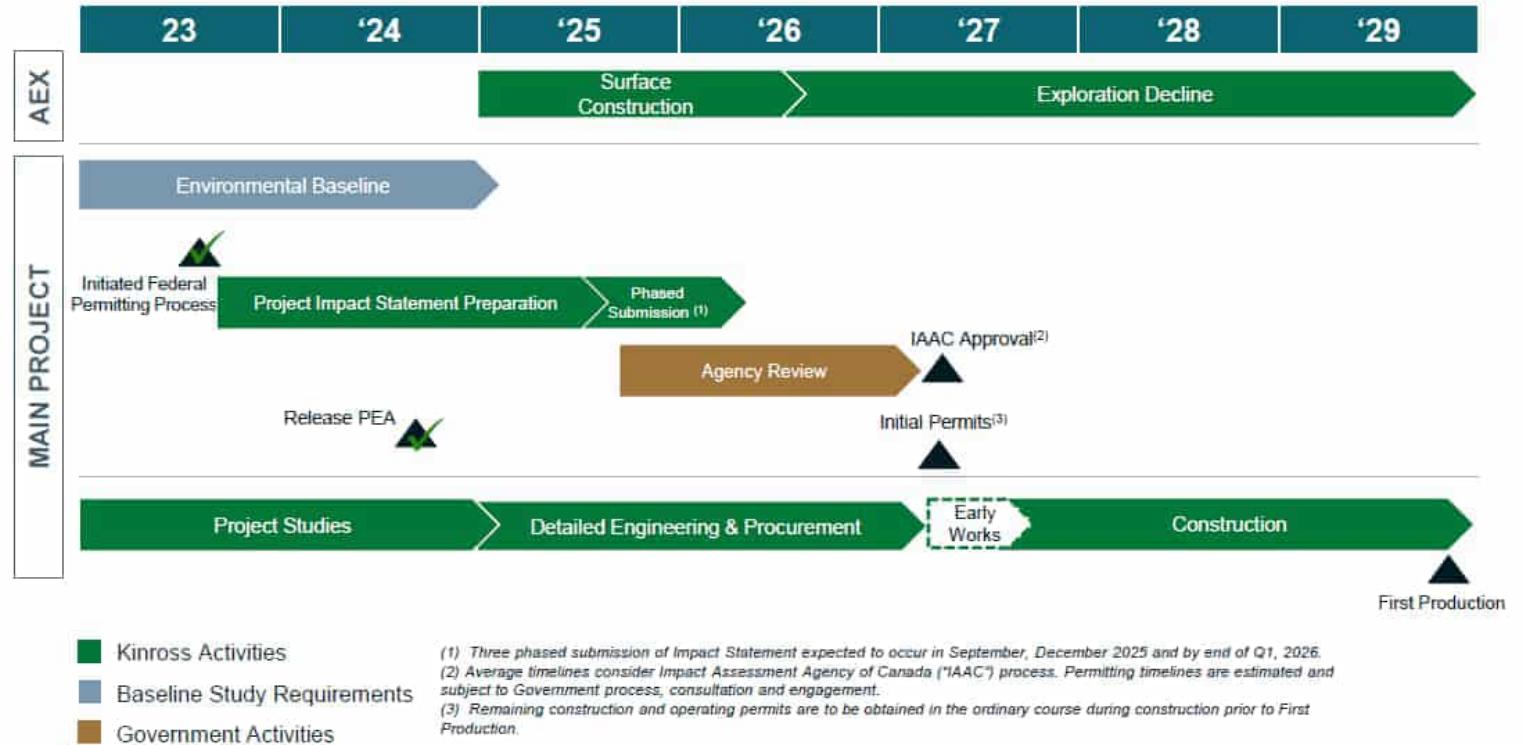 23
‘24
‘25
‘26
‘27
‘28
‘29
AEX
Surface
Construction
Exploration Decline
MAIN PROJECT
Environmental Baseline
Initiated Federal
Permitting Process
Project Impact Statement Preparation
Phased
Submission (1)
Agency Review
IAAC Approval(2)
Release PEA
Initial Permits(3)
Project Studies
Detailed Engineering & Procurement
Early
Works
Construction
First Production
Kinross Activities
Baseline Study Requirements
Government Activities
(1) Three phased submission of Impact Statement expected to occur in September, December 2025 and by end of Q1, 2026.
(2) Average timelines consider Impact Assessment Agency of Canada ("IAAC") process. Permitting timelines are estimated and
subject to Government process, consultation and engagement.
(3) Remaining construction and operating permits are to be obtained in the ordinary course during construction prior to First
Production.